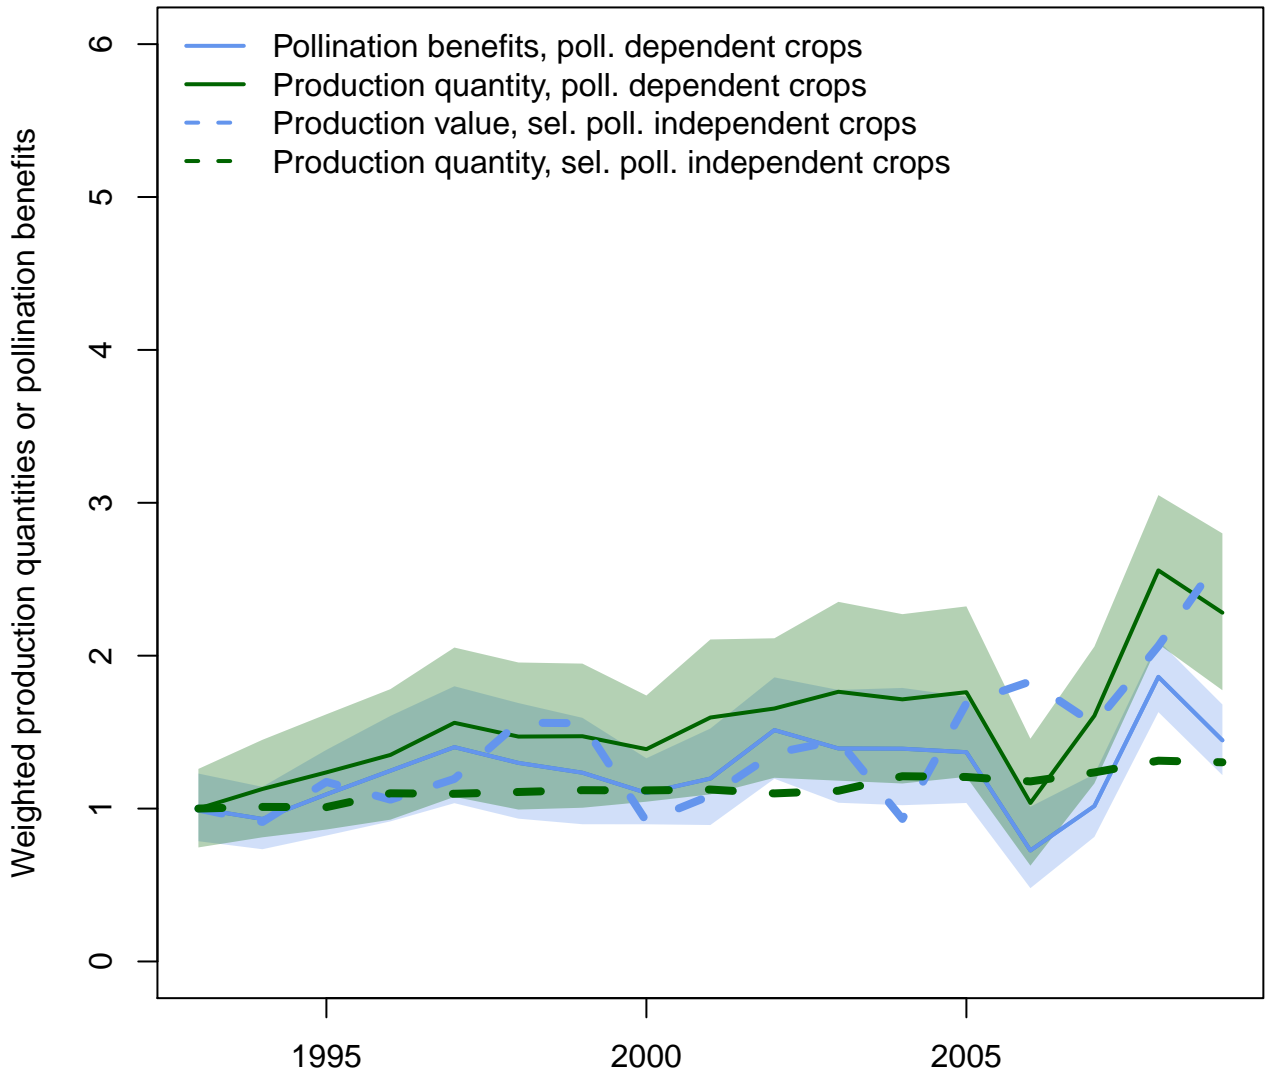 Pollination benefits, poll. dependent crops
Production quantity, poll. dependent crops
Production value, sel. poll. independent crops
Production quantity, sel. poll. independent crops
Weighted production quantities or pollination benefits
6
5
4
3
2
1
0
1995 2000 2005